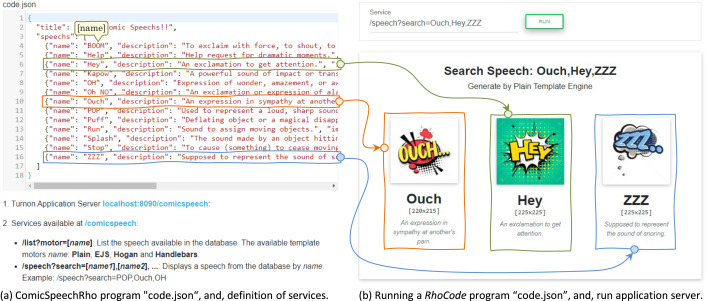 code.json
1 {
2 "title": "Comic Speechs!!",
[name]
3 "speechs": [
4 {"name": "BOOM", "description": "To exclaim with force, to shout, to
5 {"name": "Help", "description": "Help request for dramatic moments.",
6 {"name": "Hey", "description": "An exclamation to get attention.", "i
7 {"name": "Kapow", "description": "A powerful sound of impact or tran
8 {"name": "OH", "description": "Expression of wonder, amazement, or aw
9 {"name": "Oh NO", "description": "An exclamation or expression of al
10 {"name": "Ouch", "description": "An expression in sympathy at anothe
11 {"name": "POP", "description": "Used to represent a loud, sharp sound
12 {"name": "Puff", "description": "Deflating object or a magical disap
13 {"name": "Run", "description": "Sound to assign moving objects.", "im
14 {"name": "Splash", "description": "The sound made by an object hittin
15 {"name": "Stop", "description": "To cause (something) to cease moving
16 {"name": "ZZZ", "description": "Supposed to represent the sound of s
17 ]
18 }
1. Turnon Application Server localhost:8090/comicspeech:
2. Services available at /comicspeech:
• /list?motor=[name]: List the speech available in the database. The available template
motors name: Plain, EJS, Hogan and Handlebars.
• /speech?search=[name1],[name2], ...: Displays a speech from the database by name.
Example: /speech?search=POP,Ouch,OH
(a) ComicSpeechRho program "code.json", and, definition of services.
Service
/speech?search=Ouch,Hey,ZZZ
RUN
Search Speech: Ouch,Hey,ZZZ
Generate by Plain Template Engine
OUCH...
Ouch
[220x215]
An expression in
sympathy at another's
pain.
HEY
Hey
[225x225]
An exclamation to get
attention.
ZZZ
ZZZ
[225x225]
Supposed to represent
the sound of snoring.
(b) Running a RhoCode program "code.json", and, run application server.